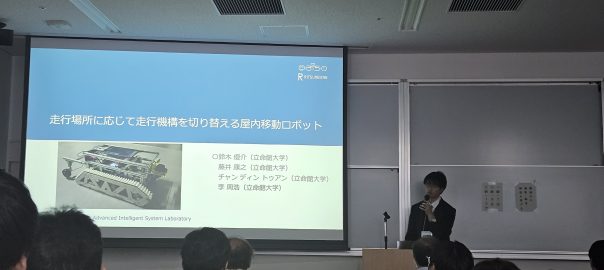 R RITSUMEIKAN
走行場所に応じて走行機構を切り替える屋内移動ロボット
○鈴木 優介（立命館大学）
藤井 康之（立命館大学）
チャン ディン トゥアン（立命館大学）
李 周浩（立命館大学）
Advanced Intelligent System Laboratory